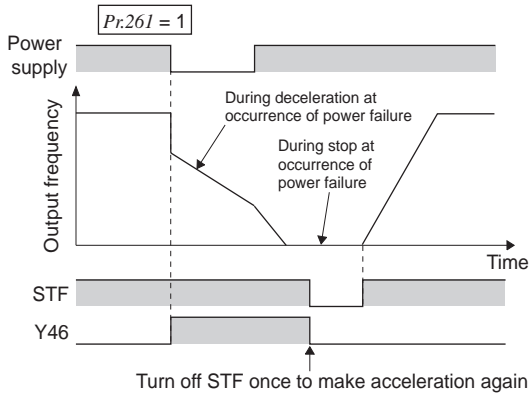 Pr.261 = 1
Power
supply
Output frequency
During deceleration at
occurrence of power failure
During stop at
occurrence of
power failure
Time
STF
Y46
Turn off STF once to make acceleration again